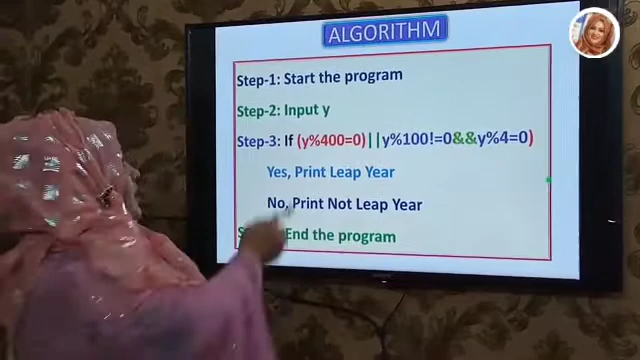 ALGORITHM
Step-1: Start the program
Step-2: Input y
Step-3: If (y%400=0)||y%100!=0&&y%4=0)
Yes, Print Leap Year
No, Print Not Leap Year
End the program